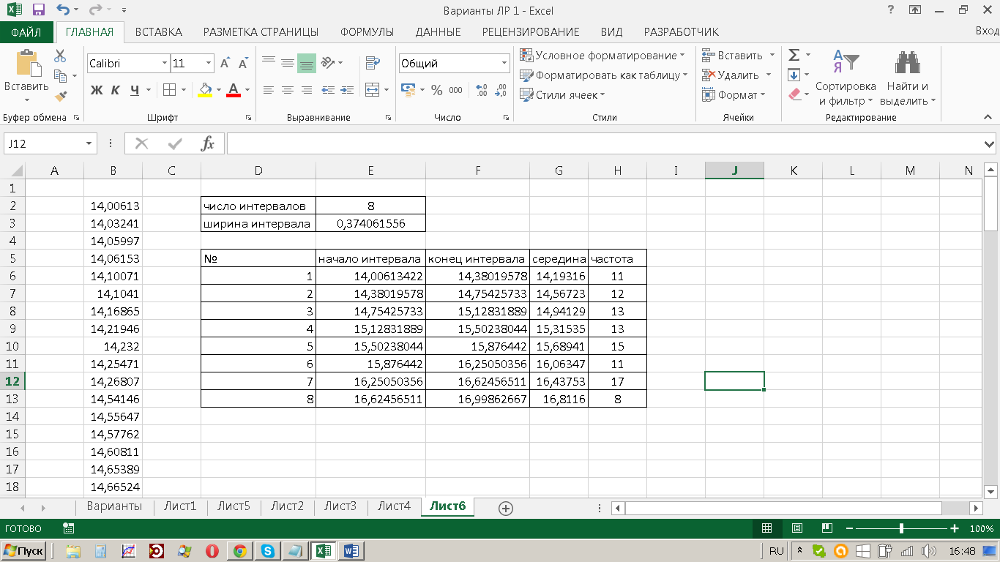 Варианты ЛР 1 - Excel
?
ФАЙЛ ГЛАВНАЯ ВСТАВКА РАЗМЕТКА СТРАНИЦЫ ФОРМУЛЫ ДАННЫЕ РЕЦЕНЗИРОВАНИЕ ВИД РАЗРАБОТЧИК Вход
Вставить
Calibri 11
Ж К Ч
Общий
% 000
Условное форматирование
Форматировать как таблицу
Стили ячеек
Вставить
Удалить
Формат
Сортировка и фильтр
Найти и выделить
Буфер обмена Шрифт Выравнивание Число Стили Ячейки Редактирование
J12 fx
A B C D E F G H I J K L M N
1
2 14,00613 число интервалов 8
3 14,03241 ширина интервала 0,374061556
4 14,05997
5 14,06153 № начало интервала конец интервала середина частота
6 14,10071 1 14,00613422 14,38019578 14,19316 11
7 14,1041 2 14,38019578 14,75425733 14,56723 12
8 14,16865 3 14,75425733 15,12831889 14,94129 13
9 14,21946 4 15,12831889 15,50238044 15,31535 13
10 14,232 5 15,50238044 15,876442 15,68941 15
11 14,25471 6 15,876442 16,25050356 16,06347 11
12 14,26807 7 16,25050356 16,62456511 16,43753 17
13 14,54146 8 16,62456511 16,99862667 16,8116 8
14 14,55647
15 14,57762
16 14,60811
17 14,65389
18 14,66524
Варианты Лист1 Лист5 Лист2 Лист3 Лист4 Лист6
ГОТОВО 100%
Пуск RU 16:48